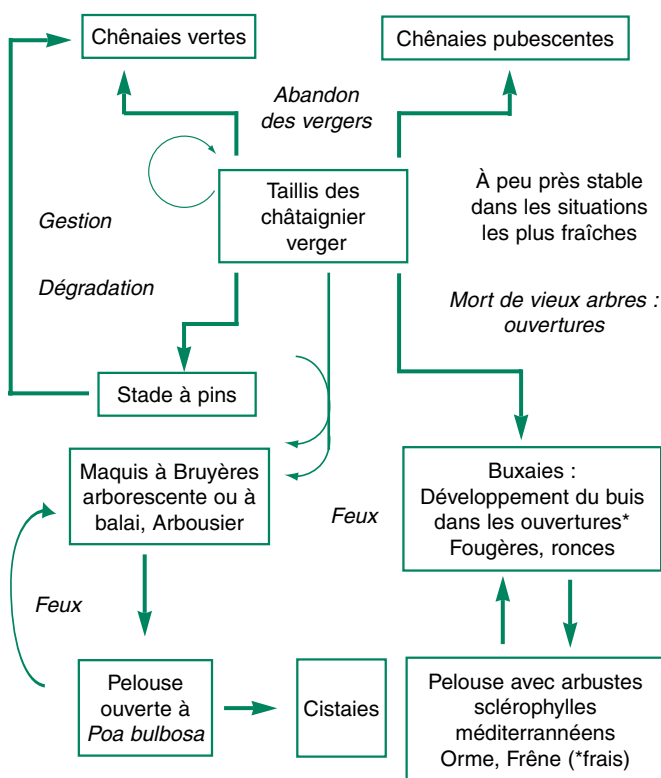 Chênaies vertes
Chênaies pubescentes
Abandon
des vergers
Taillis des
châtaignier
verger
À peu près stable
dans les situations
les plus fraîches
Gestion
Dégradation
Mort de vieux arbres :
ouvertures
Stade à pins
Maquis à Bruyères
arborescente ou à
balai, Arbousier
Feux
Buxaies :
Développement du buis
dans les ouvertures*
Fougères, ronces
Feux
Pelouse
ouverte à
Poa bulbosa
Cistaies
Pelouse avec arbustes
sclérophylles
méditerrannéens
Orme, Frêne (*frais)